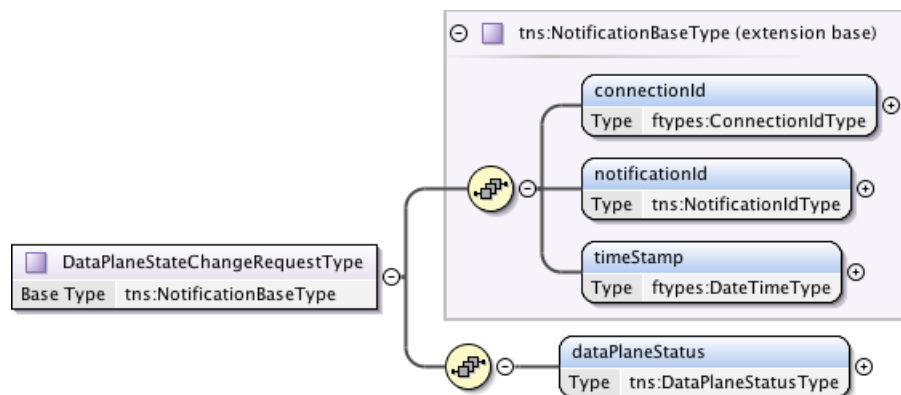 tns:NotificationBaseType (extension base)
connectionId
Type ftypes:ConnectionIdType
notificationId
Type tns:NotificationIdType
DataPlaneStateChangeRequestType
Base Type tns:NotificationBaseType
timeStamp
Type ftypes:DateTimeType
dataPlaneStatus
Type tns:DataPlaneStatusType